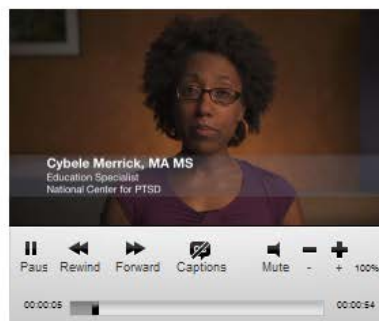 Cybele Merrick, MA MS
Education Specialist
National Center for PTSD
Paus Rewind Forward Captions Mute - + 100%
00:00:05 00:00:54